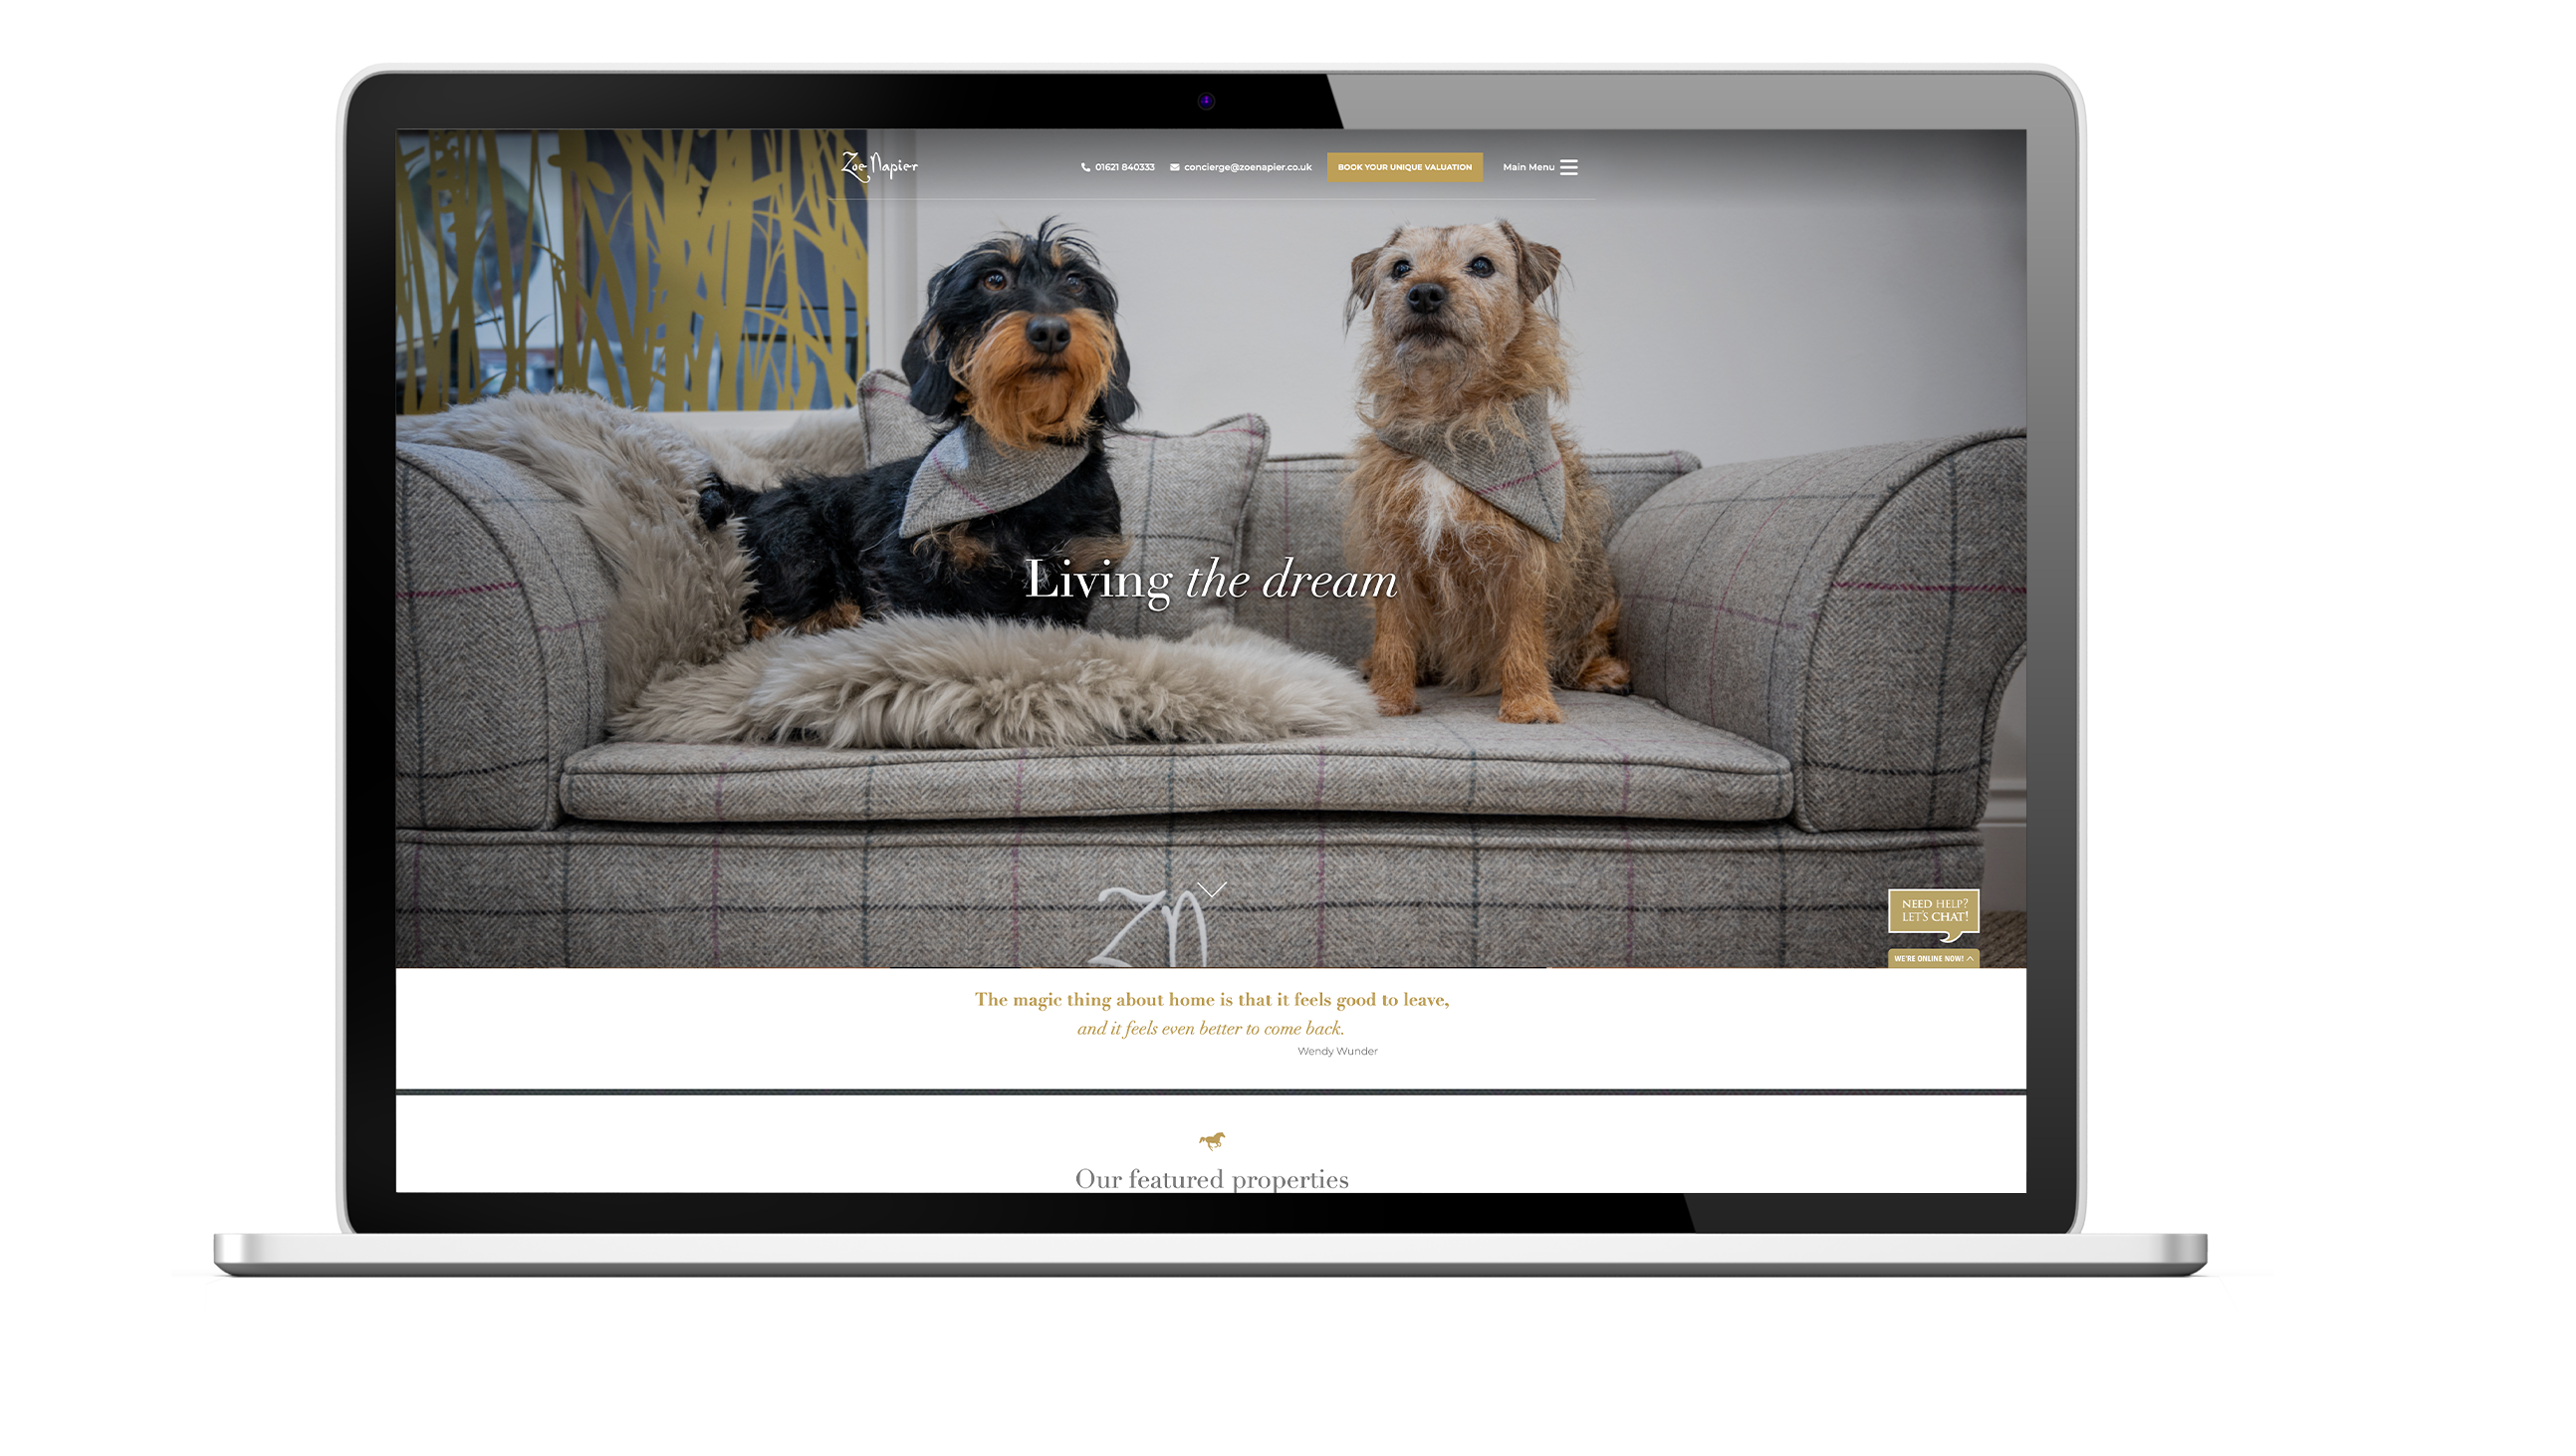 Zoe Napier
01621 840333
concierge@zoenapier.co.uk
BOOK YOUR UNIQUE VALUATION
Main Menu
Living the dream
zn
NEED HELP?
LET'S CHAT!
WE'RE ONLINE NOW!
The magic thing about home is that it feels good to leave,
and it feels even better to come back.
Wendy Wunder
Our featured properties